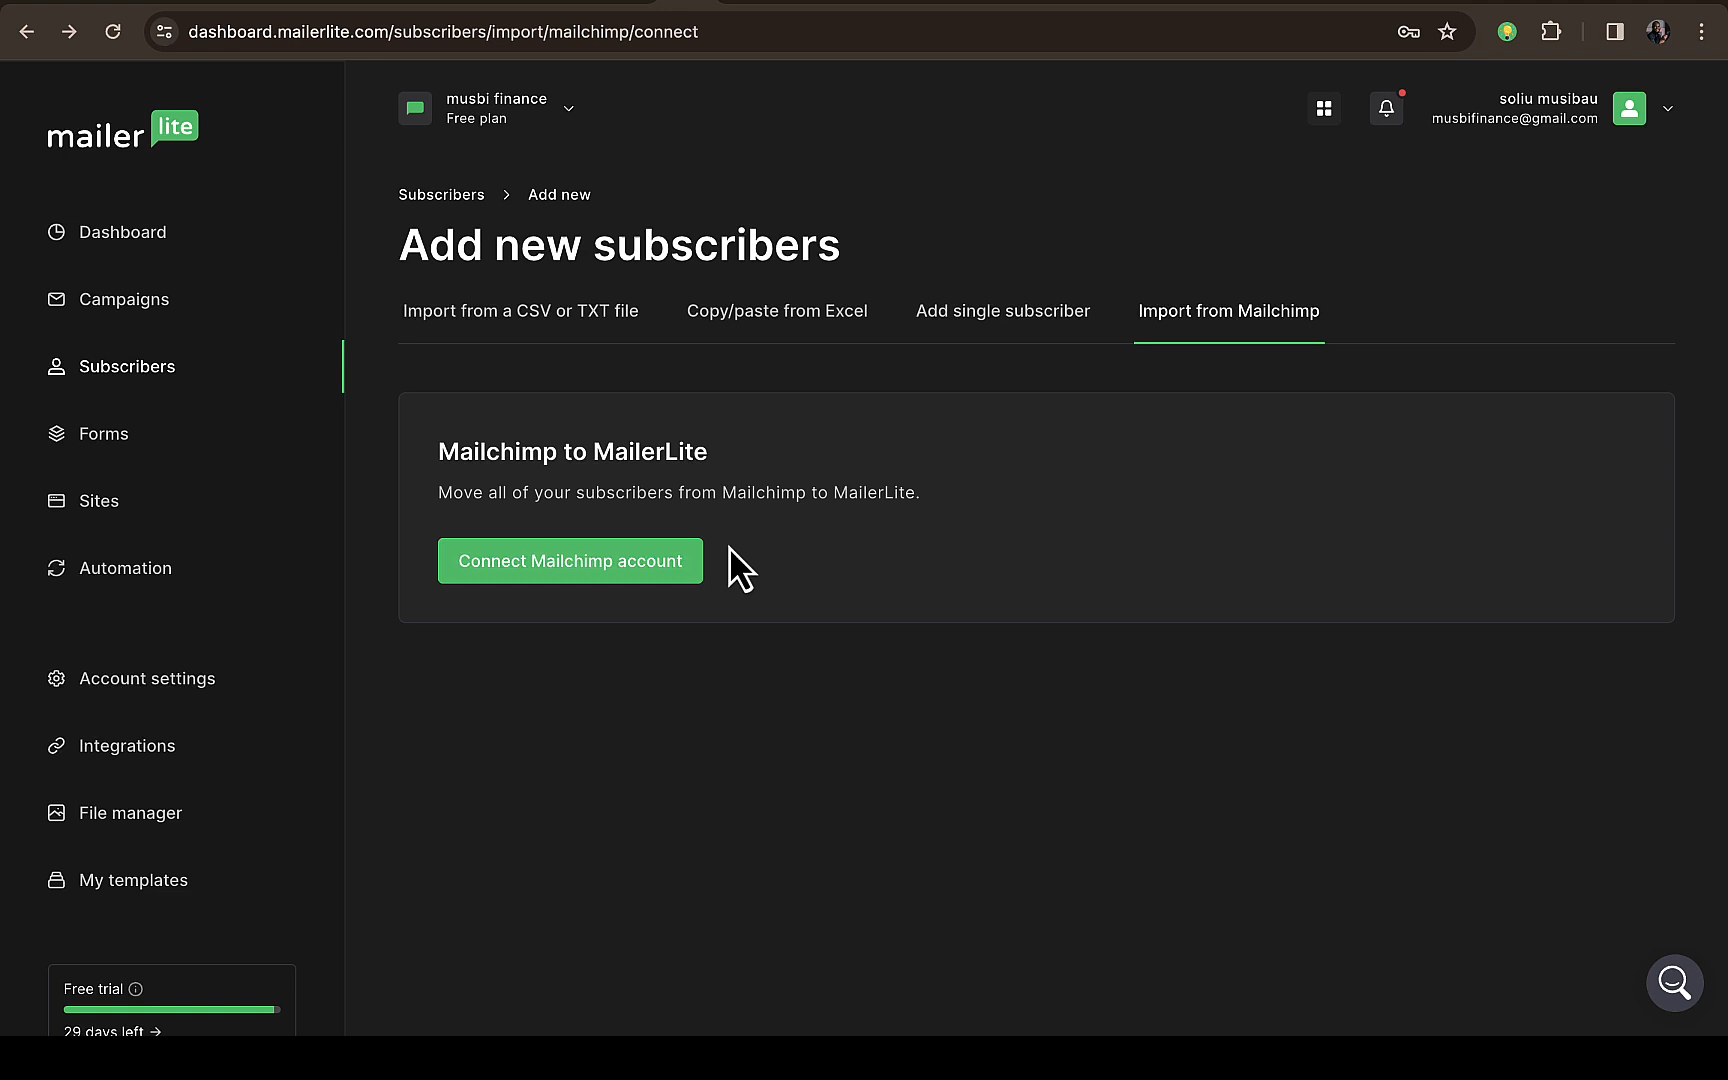 dashboard.mailerlite.com/subscribers/import/mailchimp/connect
mailer lite
musbi finance
Free plan
soliu musibau
musbifinance@gmail.com
Dashboard
Campaigns
Subscribers
Forms
Sites
Automation
Account settings
Integrations
File manager
My templates
Free trial
29 days left →
Subscribers > Add new
Add new subscribers
Import from a CSV or TXT file
Copy/paste from Excel
Add single subscriber
Import from Mailchimp
Mailchimp to MailerLite
Move all of your subscribers from Mailchimp to MailerLite.
Connect Mailchimp account